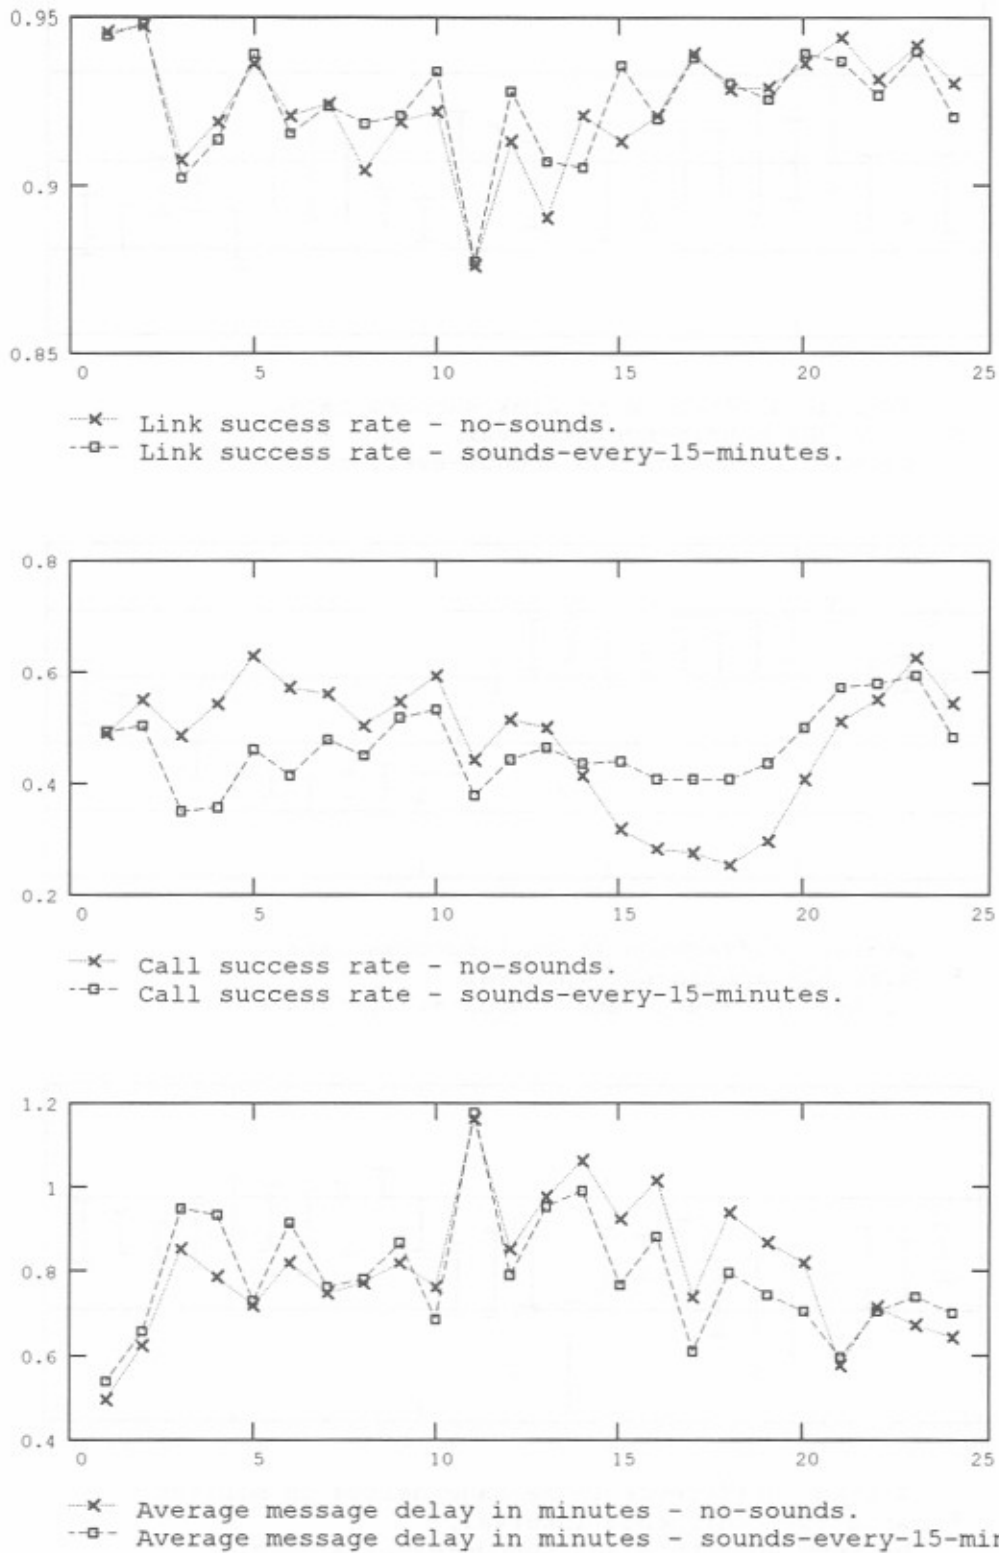 0.95
0.9
0.85
0 5 10 15 20 25
Link success rate - no-sounds.
Link success rate - sounds-every-15-minutes.
0.8
0.6
0.4
0.2
0 5 10 15 20 25
Call success rate - no-sounds.
Call success rate - sounds-every-15-minutes.
1.2
1
0.8
0.6
0.4
0 5 10 15 20 25
Average message delay in minutes - no-sounds.
Average message delay in minutes - sounds-every-15-min